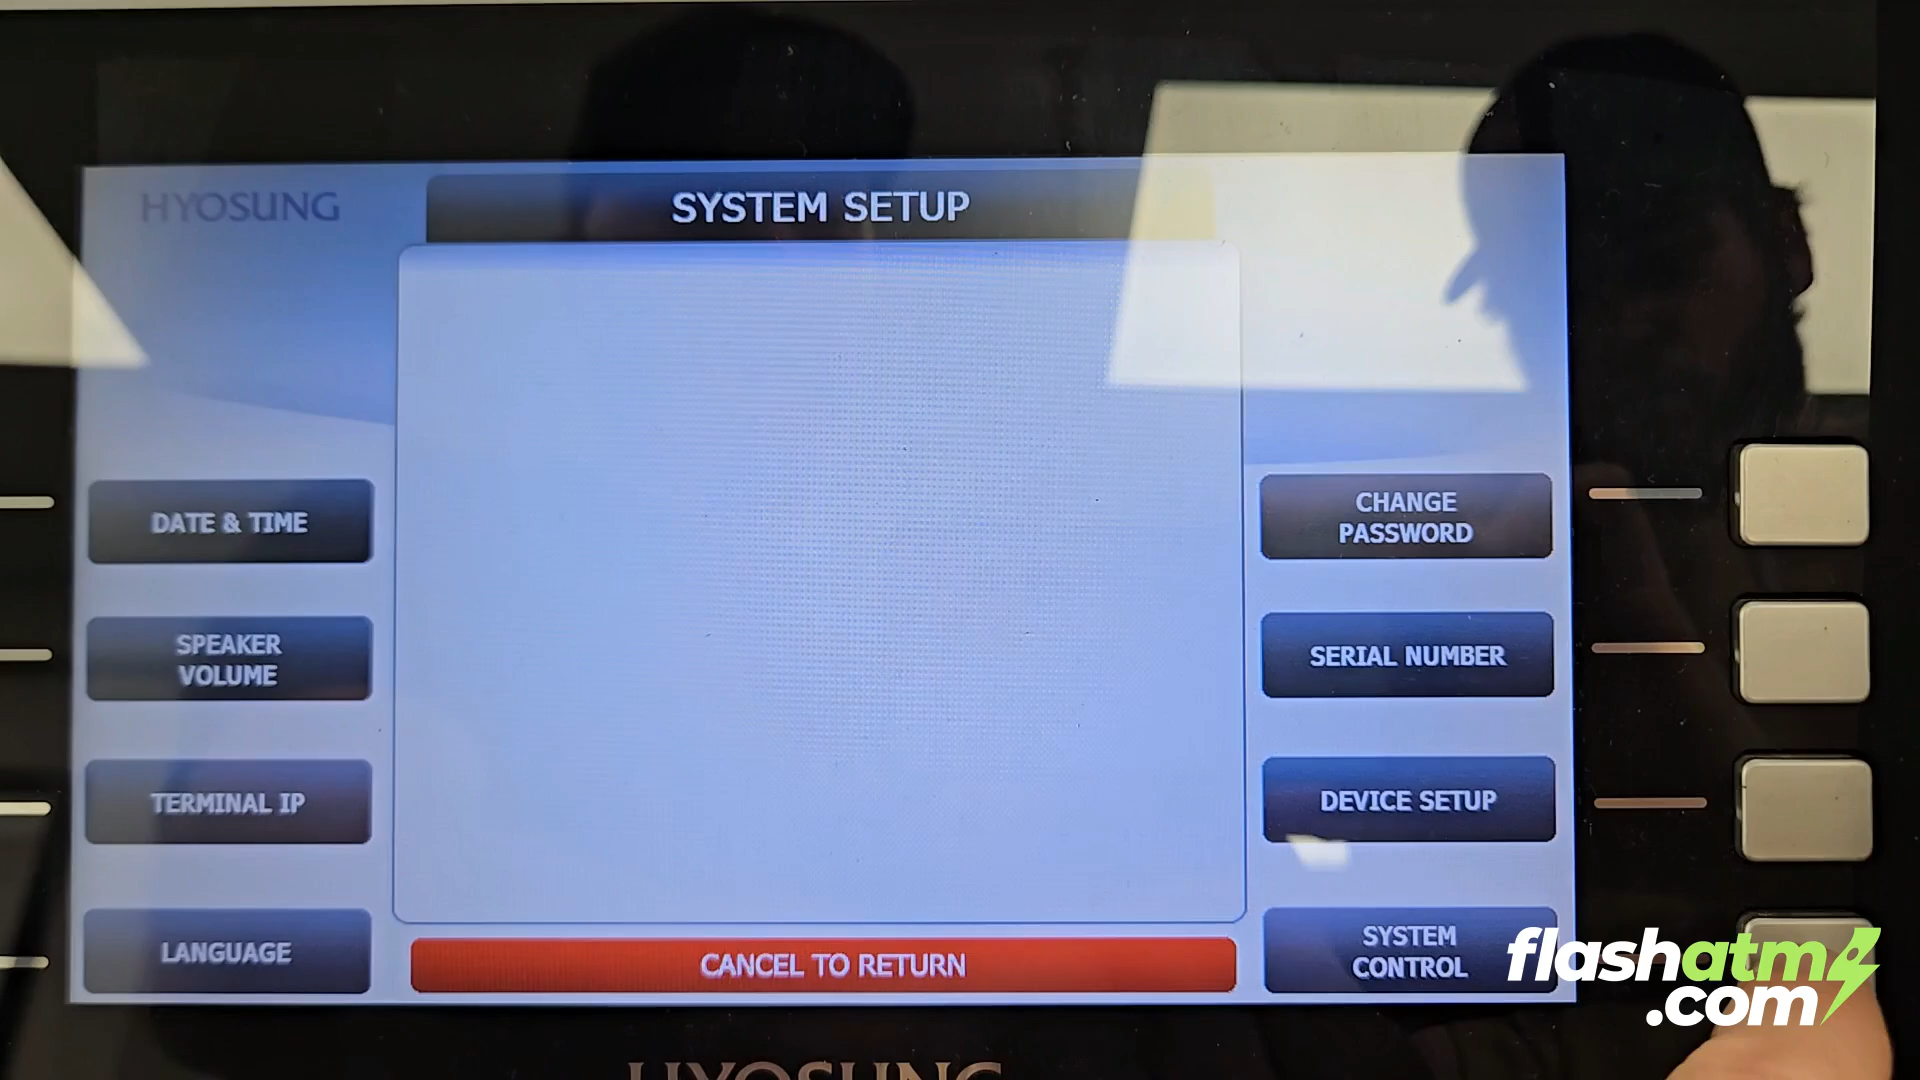 HYOSUNG
SYSTEM SETUP
DATE & TIME
SPEAKER
VOLUME
TERMINAL IP
LANGUAGE
CHANGE
PASSWORD
SERIAL NUMBER
DEVICE SETUP
SYSTEM
CONTROL
CANCEL TO RETURN
flashatm
.com
HYOSUNG